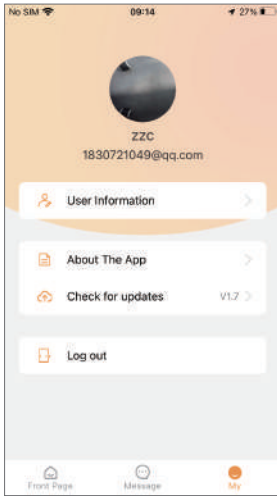 No SIM 09:14 27%
ZZC
1830721049@qq.com
User Information
About The App
Check for updates V1.7
Log out
Front Page Message My